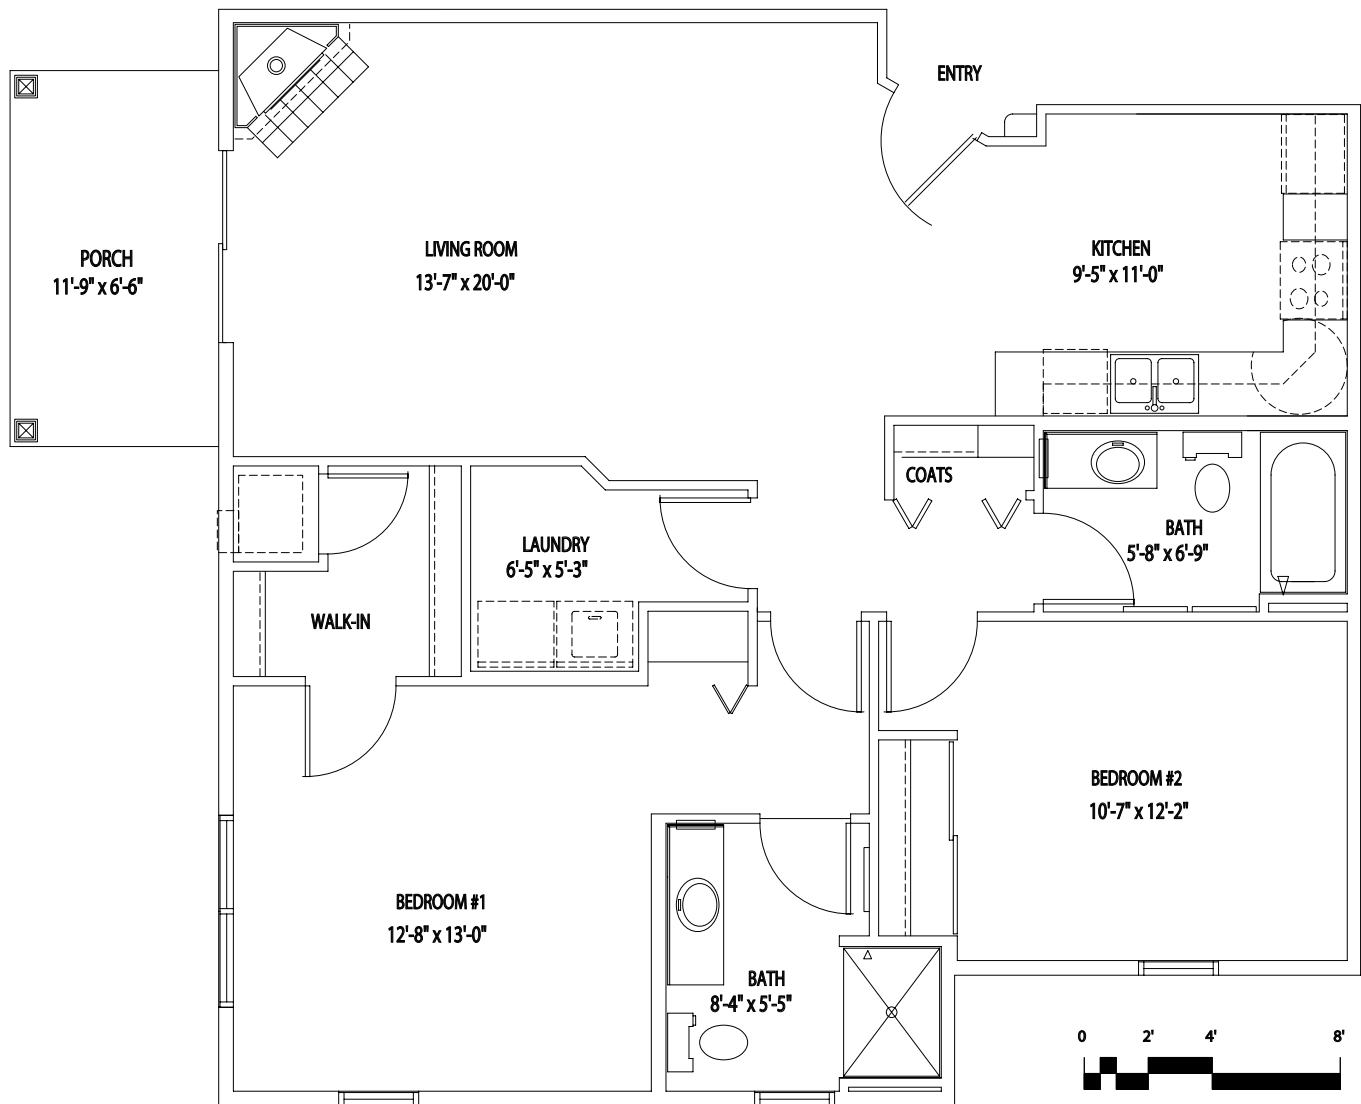 ENTRY
PORCH
11'-9" x 6'-6"
LIVING ROOM
13'-7" x 20'-0"
KITCHEN
9'-5" x 11'-0"
COATS
BATH
5'-8" x 6'-9"
LAUNDRY
6'-5" x 5'-3"
WALK-IN
BEDROOM #2
10'-7" x 12'-2"
BEDROOM #1
12'-8" x 13'-0"
BATH
8'-4" x 5'-5"
0 2' 4' 8'